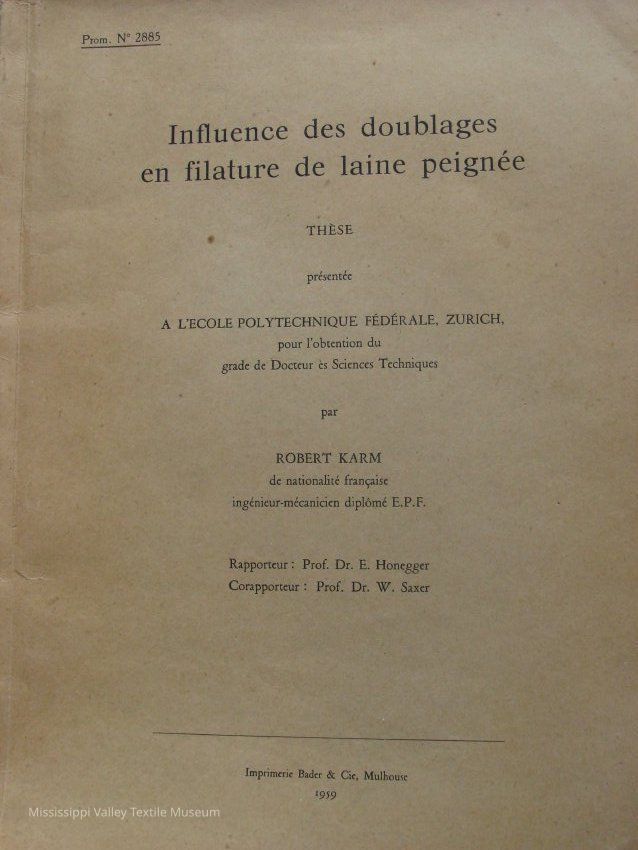 Prom. N° 2885
Influence des doublages
en filature de laine peignée
THÈSE
présentée
A L'ECOLE POLYTECHNIQUE FÉDÉRALE, ZURICH,
pour l'obtention du
grade de Docteur ès Sciences Techniques
par
ROBERT KARM
de nationalité française
ingénieur-mécanicien diplômé E.P.F.
Rapporteur : Prof. Dr. E. Honegger
Corapporteur : Prof. Dr. W. Saxer
Imprimerie Bader & Cie, Mulhouse
1959
Mississippi Valley Textile Museum